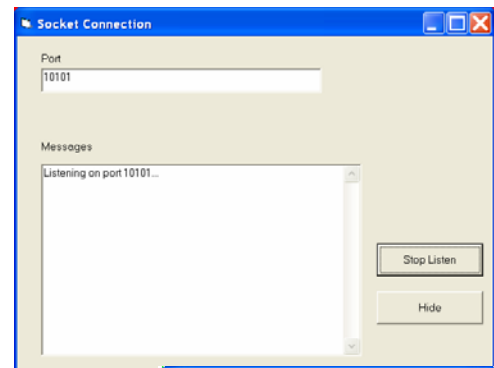 Socket Connection
Port
10101
Messages
Listening on port 10101...
Stop Listen
Hide